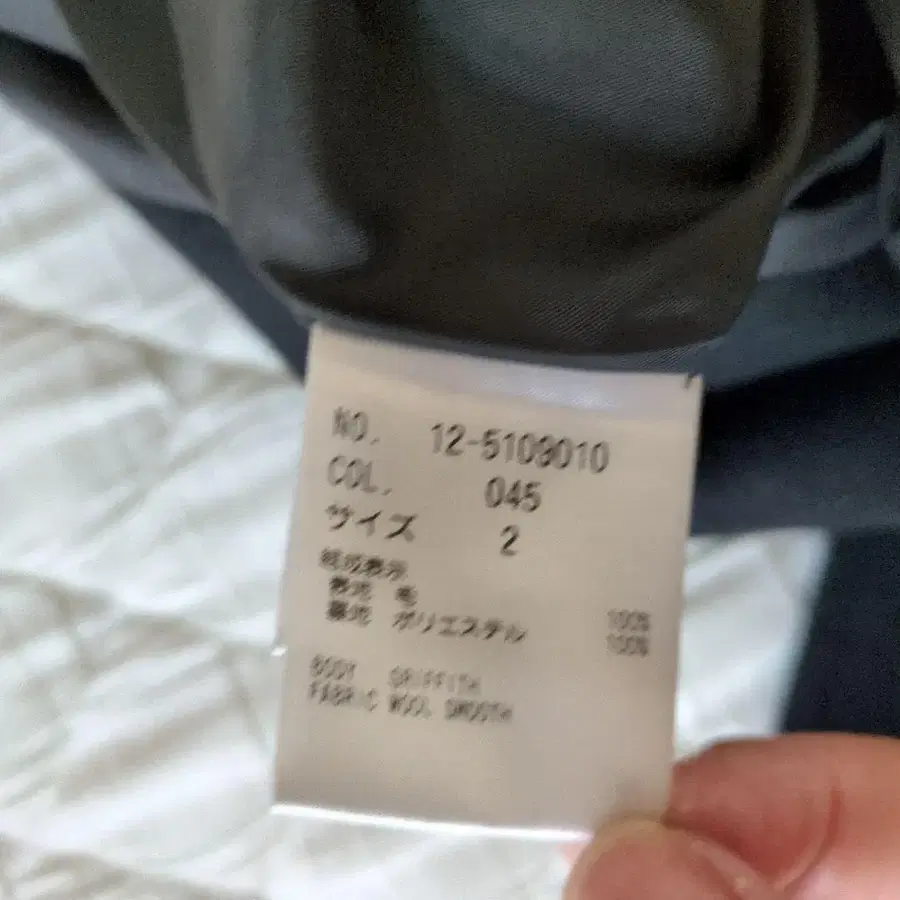 NO. 12-5109010
COL. 045
サイズ 2
組成表示
表地 毛 100%
裏地 ポリエステル 100%
BODY GRIFFITH
FABRIC WOOL SMOOTH